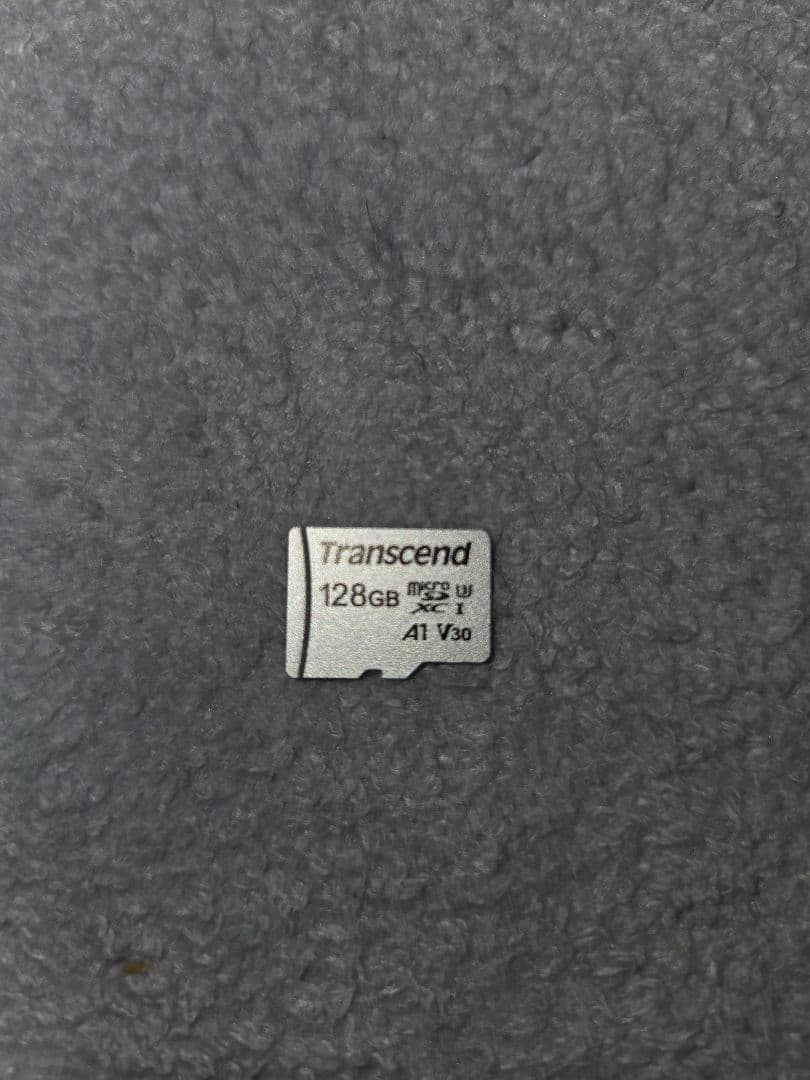 Transcend
128GB micro SD XC I U3
A1 V30